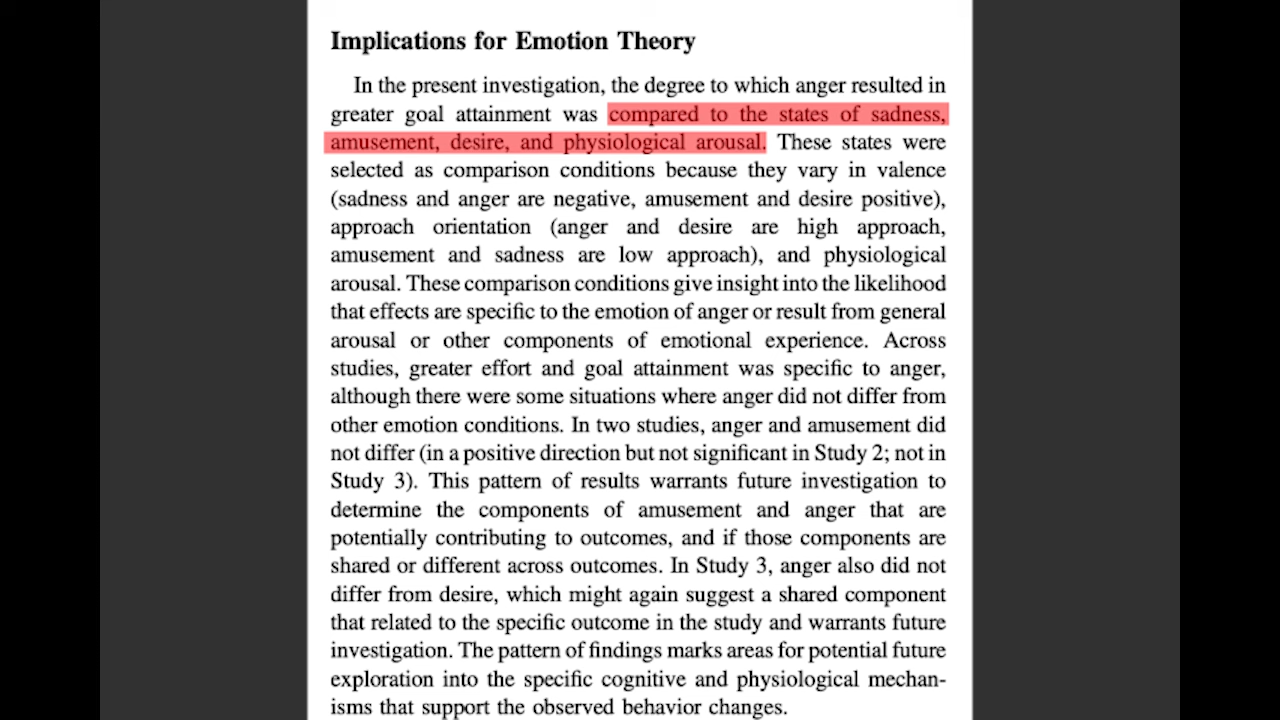 Implications for Emotion Theory
In the present investigation, the degree to which anger resulted in
greater goal attainment was compared to the states of sadness,
amusement, desire, and physiological arousal. These states were
selected as comparison conditions because they vary in valence
(sadness and anger are negative, amusement and desire positive),
approach orientation (anger and desire are high approach,
amusement and sadness are low approach), and physiological
arousal. These comparison conditions give insight into the likelihood
that effects are specific to the emotion of anger or result from general
arousal or other components of emotional experience. Across
studies, greater effort and goal attainment was specific to anger,
although there were some situations where anger did not differ from
other emotion conditions. In two studies, anger and amusement did
not differ (in a positive direction but not significant in Study 2; not in
Study 3). This pattern of results warrants future investigation to
determine the components of amusement and anger that are
potentially contributing to outcomes, and if those components are
shared or different across outcomes. In Study 3, anger also did not
differ from desire, which might again suggest a shared component
that related to the specific outcome in the study and warrants future
investigation. The pattern of findings marks areas for potential future
exploration into the specific cognitive and physiological mechan-
isms that support the observed behavior changes.